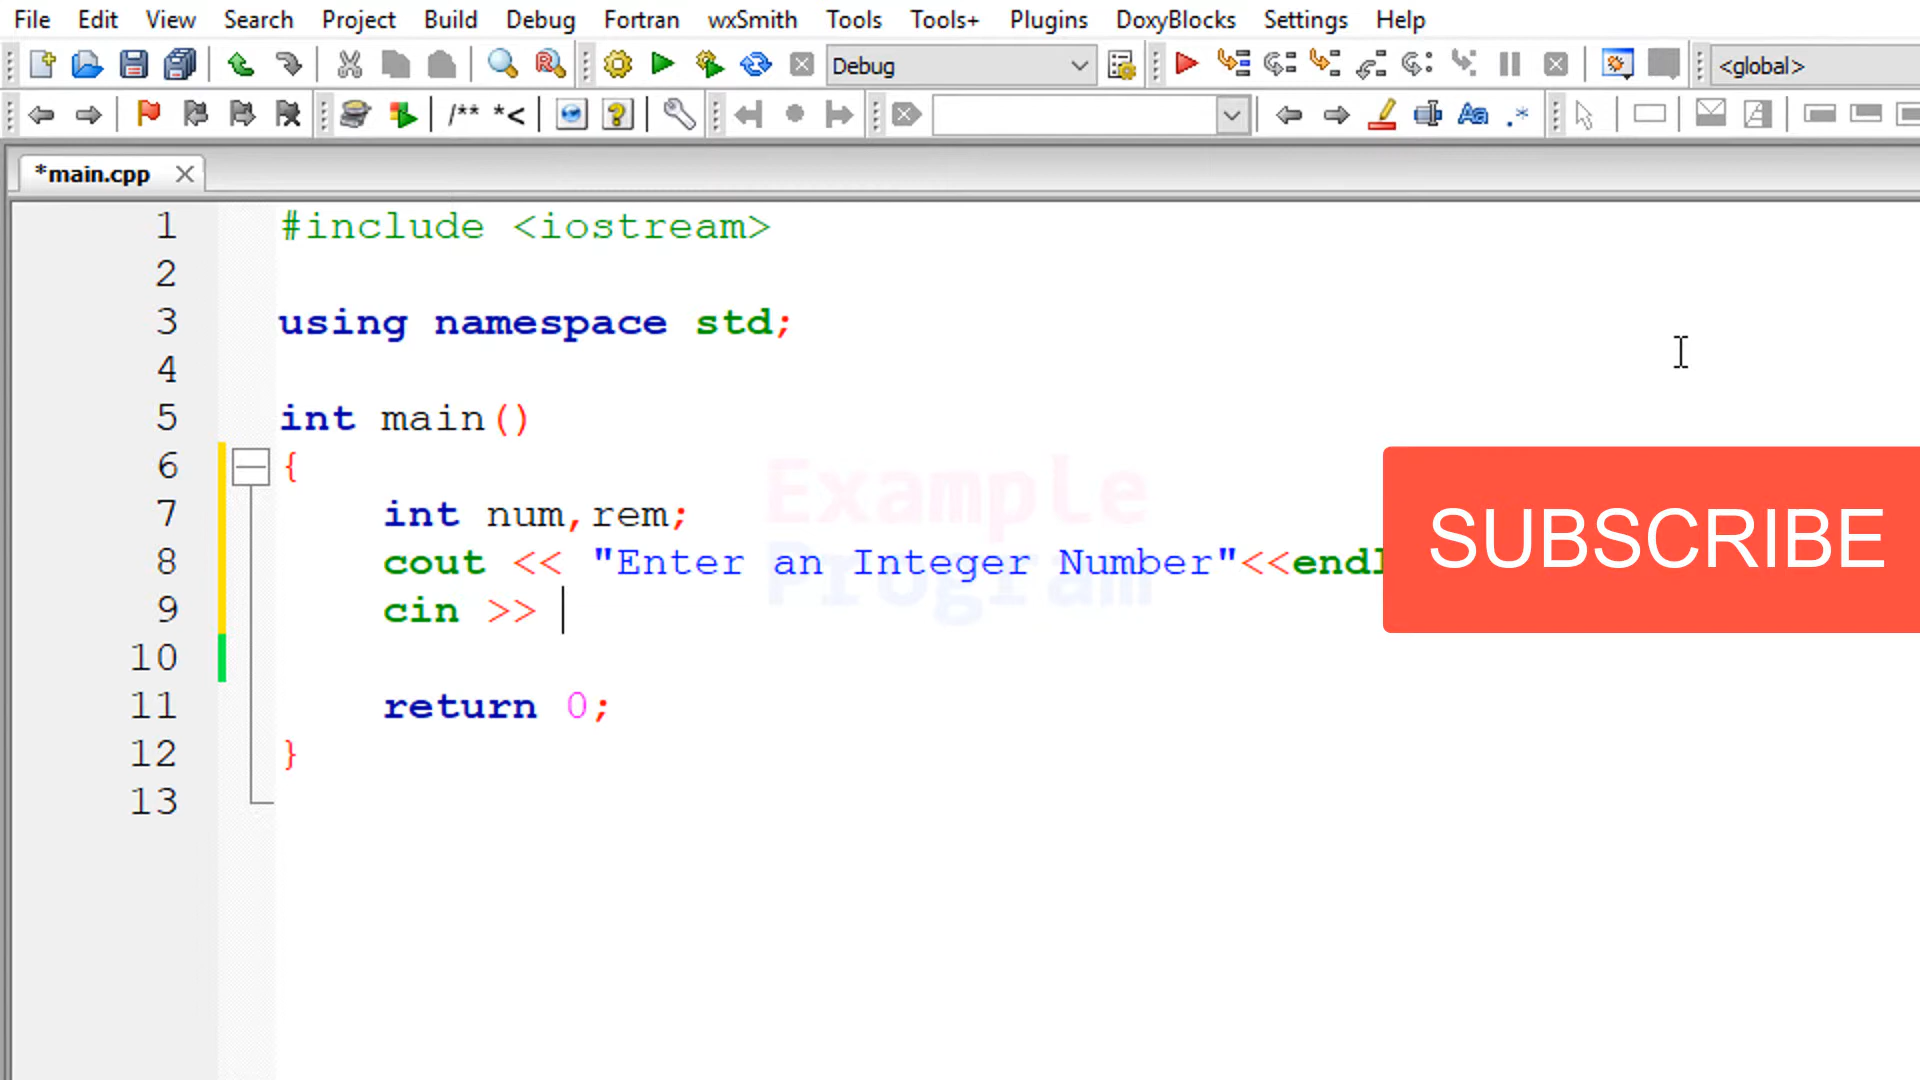 File Edit View Search Project Build Debug Fortran wxSmith Tools Tools+ Plugins DoxyBlocks Settings Help
Debug <global>
/** *<
*main.cpp
1 #include <iostream>
2
3 using namespace std;
4
5 int main()
6 {
7 int num,rem;
8 cout << "Enter an Integer Number"<<endl
9 cin >>
10
11 return 0;
12 }
13
Example
Program
SUBSCRIBE